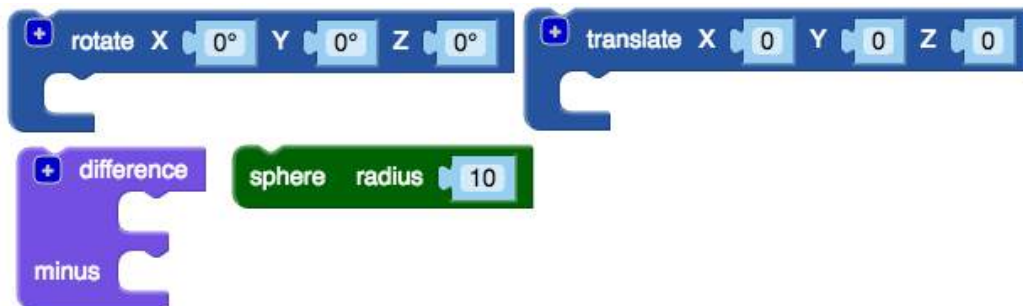 + rotate X 0° Y 0° Z 0°
+ translate X 0 Y 0 Z 0
+ difference
sphere radius 10
minus